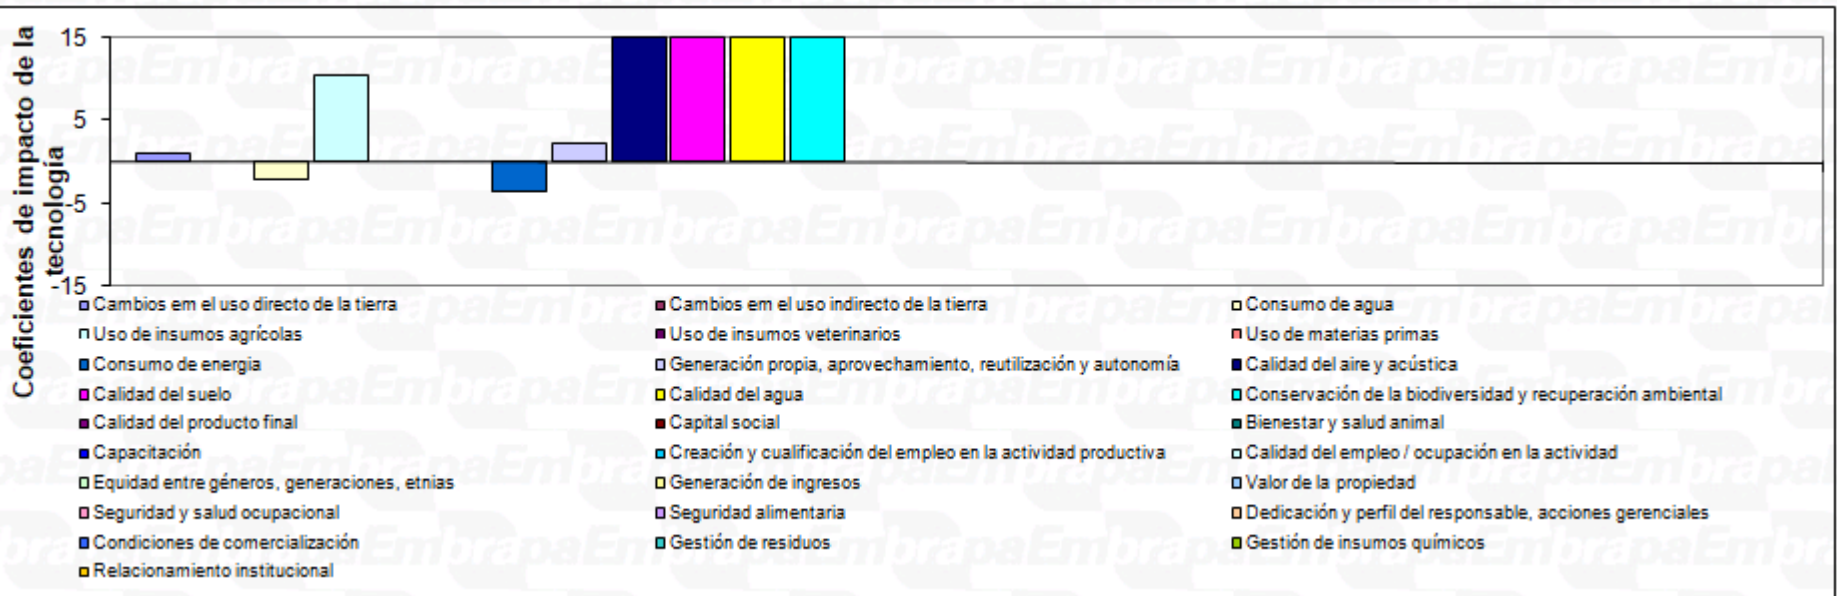 Coeficientes de impacto de la
tecnología
15
5
-5
-15
Cambios em el uso directo de la tierra
Cambios em el uso indirecto de la tierra
Consumo de agua
Uso de insumos agrícolas
Uso de insumos veterinarios
Uso de materias primas
Consumo de energia
Generación propia, aprovechamiento, reutilización y autonomía
Calidad del aire y acústica
Calidad del suelo
Calidad del agua
Conservación de la biodiversidad y recuperación ambiental
Calidad del producto final
Capital social
Bienestar y salud animal
Capacitación
Creación y cualificación del empleo en la actividad productiva
Calidad del empleo / ocupación en la actividad
Equidad entre géneros, generaciones, etnias
Generación de ingresos
Valor de la propiedad
Seguridad y salud ocupacional
Seguridad alimentaria
Dedicación y perfil del responsable, acciones gerenciales
Condiciones de comercialización
Gestión de residuos
Gestión de insumos químicos
Relacionamiento institucional
Embrapa